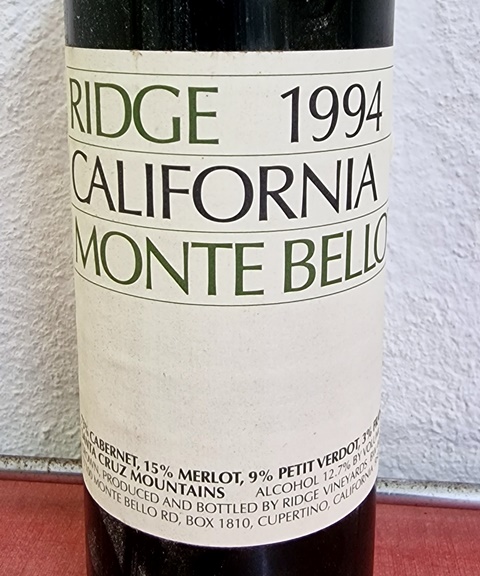 RIDGE 1994
CALIFORNIA
MONTE BELLO
CABERNET, 15% MERLOT, 9% PETIT VERDOT, 3%
CRUZ MOUNTAINS ALCOHOL 12.7% BY
PRODUCED AND BOTTLED BY RIDGE VINEYARDS
MONTE BELLO RD, BOX 1810, CUPERTINO, CALIFORNIA